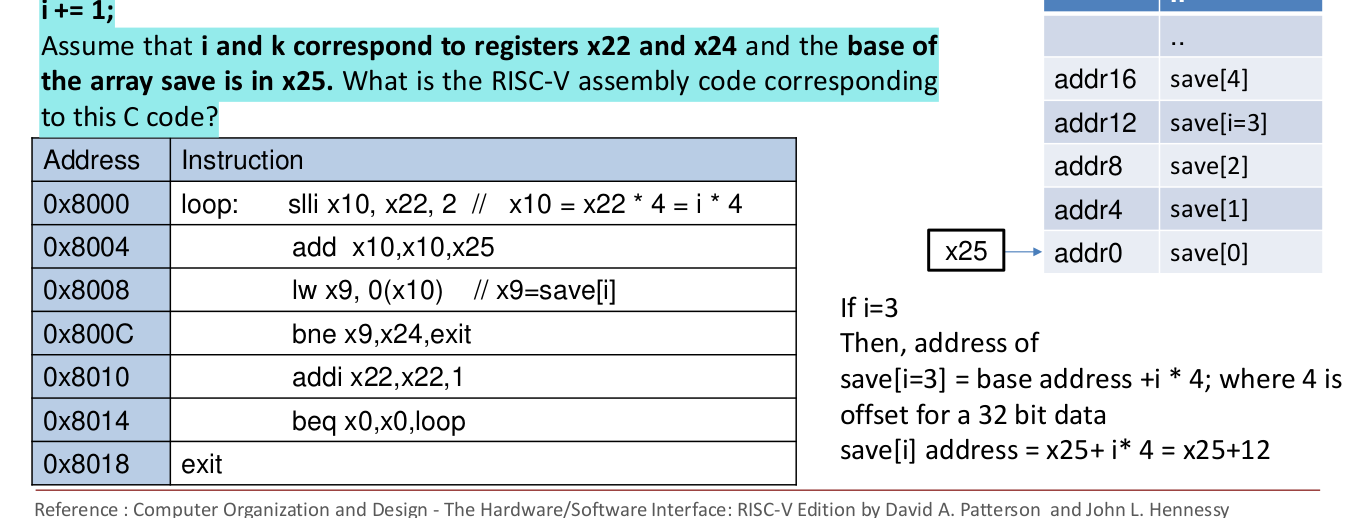 i += 1;
Assume that i and k correspond to registers x22 and x24 and the base of
the array save is in x25. What is the RISC-V assembly code corresponding
to this C code?
Address Instruction
0x8000 loop: slli x10, x22, 2 // x10 = x22 * 4 = i * 4
0x8004 add x10,x10,x25
0x8008 lw x9, 0(x10) // x9=save[i]
0x800C bne x9,x24,exit
0x8010 addi x22,x22,1
0x8014 beq x0,x0,loop
0x8018 exit
..
addr16 save[4]
addr12 save[i=3]
addr8 save[2]
addr4 save[1]
x25 addr0 save[0]
If i=3
Then, address of
save[i=3] = base address +i * 4; where 4 is
offset for a 32 bit data
save[i] address = x25+ i* 4 = x25+12
Reference : Computer Organization and Design - The Hardware/Software Interface: RISC-V Edition by David A. Patterson and John L. Hennessy